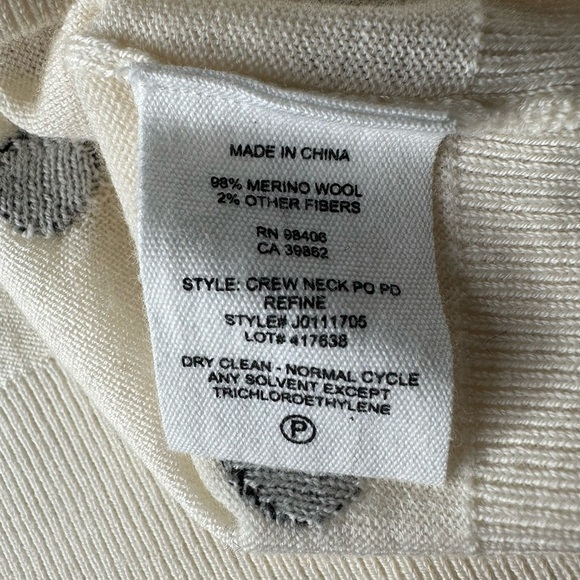 MADE IN CHINA
98% MERINO WOOL
2% OTHER FIBERS
RN 98406
CA 39862
STYLE: CREW NECK PO PD
REFINE
STYLE# J0111705
LOT# 417638
DRY CLEAN - NORMAL CYCLE
ANY SOLVENT EXCEPT
TRICHLOROETHYLENE
P